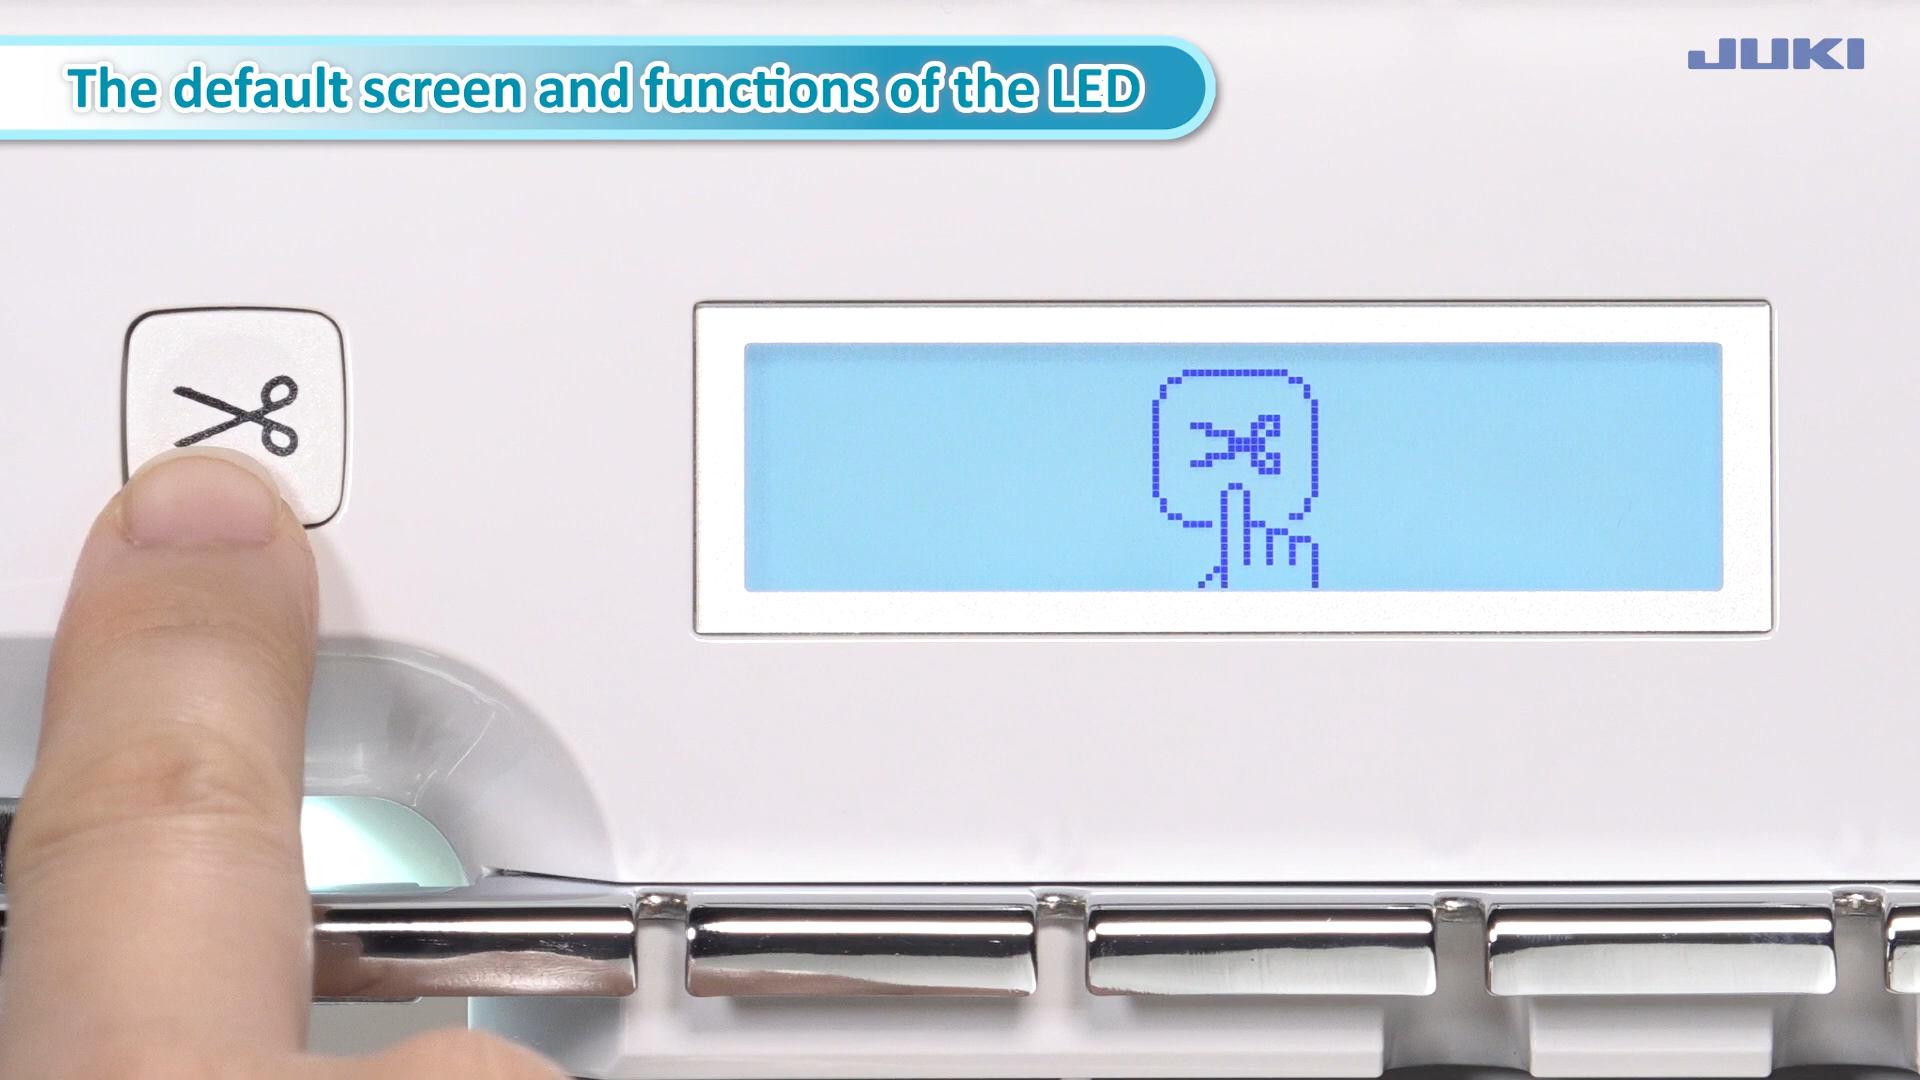 The default screen and functions of the LED
JUKI